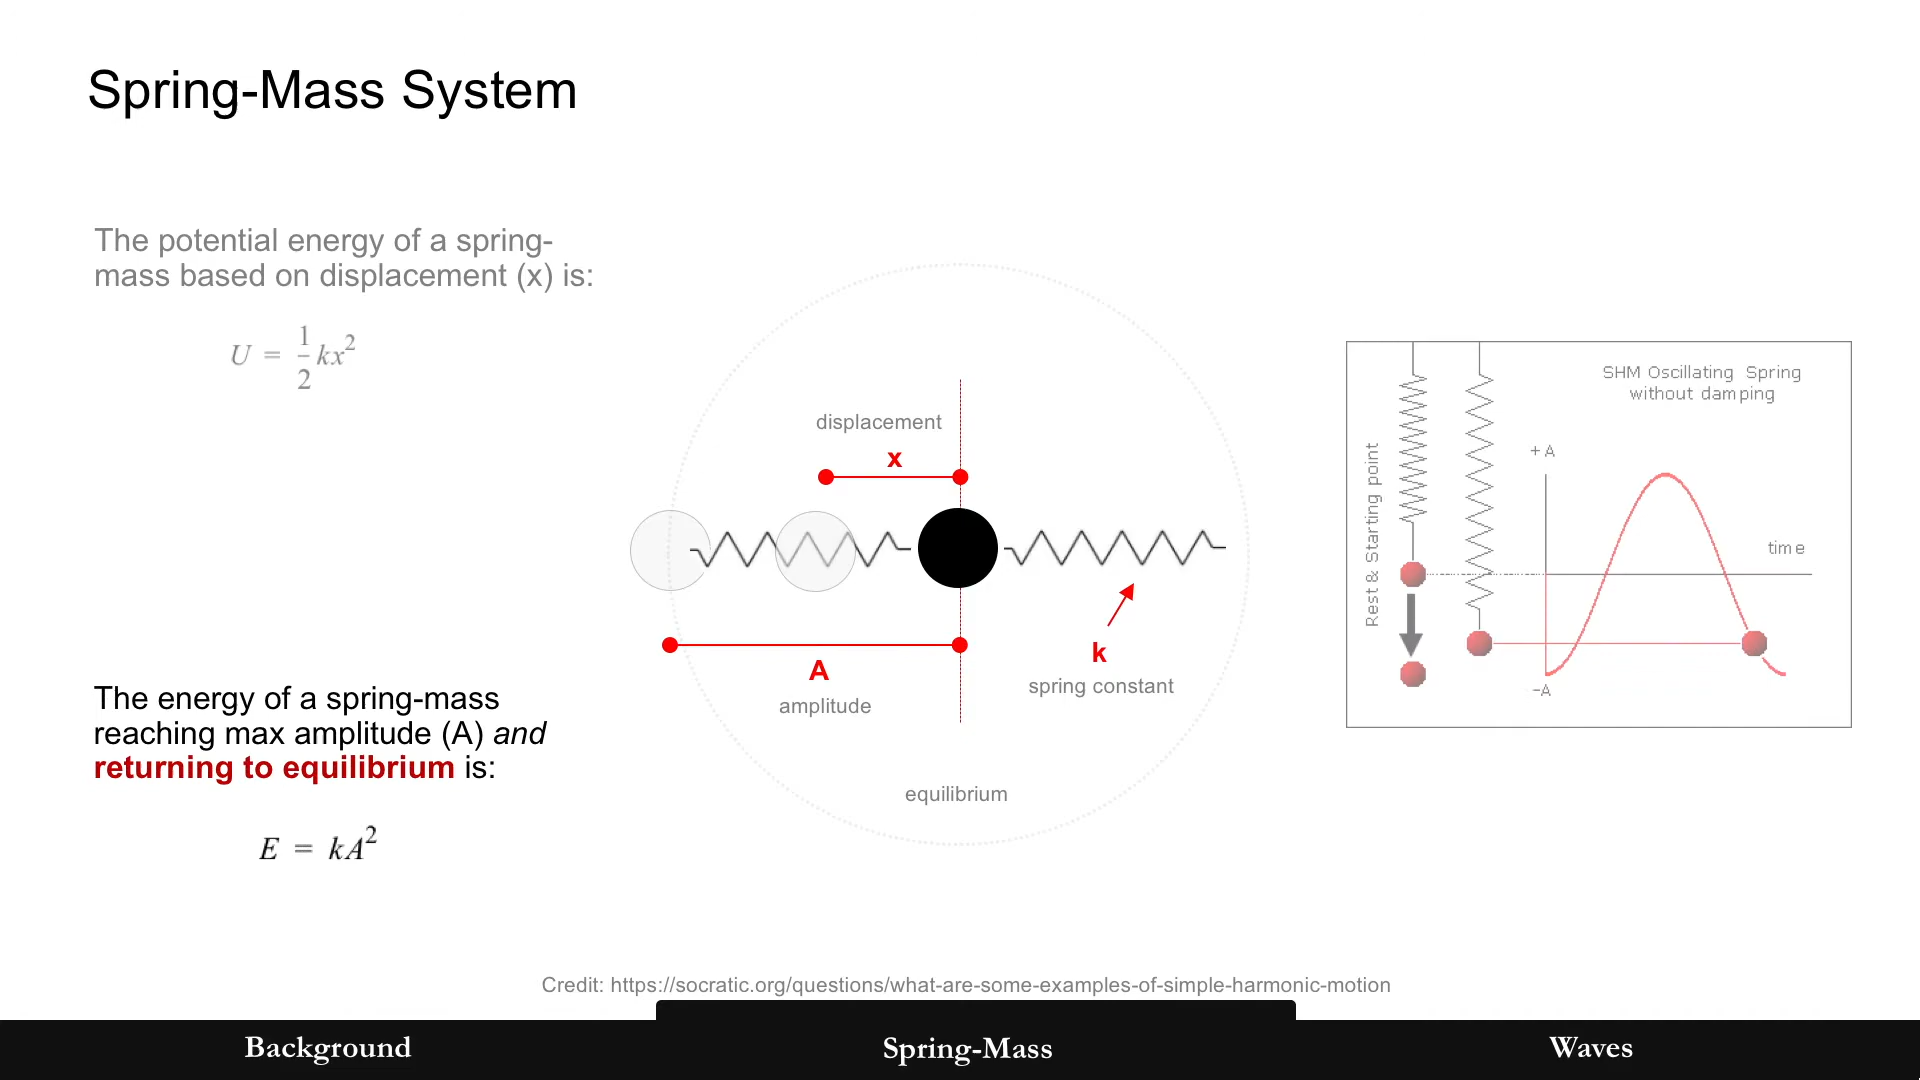 Spring-Mass System
The potential energy of a spring-
mass based on displacement (x) is:
U = 1/2 kx²
The energy of a spring-mass
reaching max amplitude (A) and
returning to equilibrium is:
E = kA²
displacement
x
A
amplitude
k
spring constant
equilibrium
SHM Oscillating Spring
without damping
Rest & Starting point
+A
time
-A
Credit: https://socratic.org/questions/what-are-some-examples-of-simple-harmonic-motion
Background
Spring-Mass
Waves